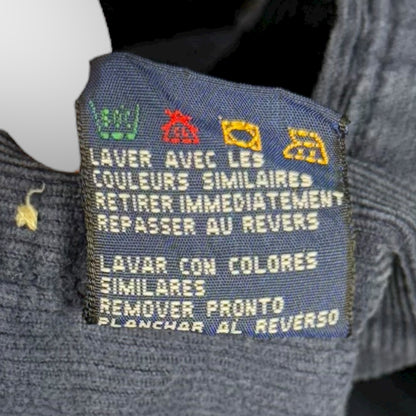 LAVER AVEC LES
COULEURS SIMILAIRES
RETIRER IMMEDIATEMENT
REPASSER AU REVERS
LAVAR CON COLORES
SIMILARES
REMOVER PRONTO
PLANCHAR AL REVERSO